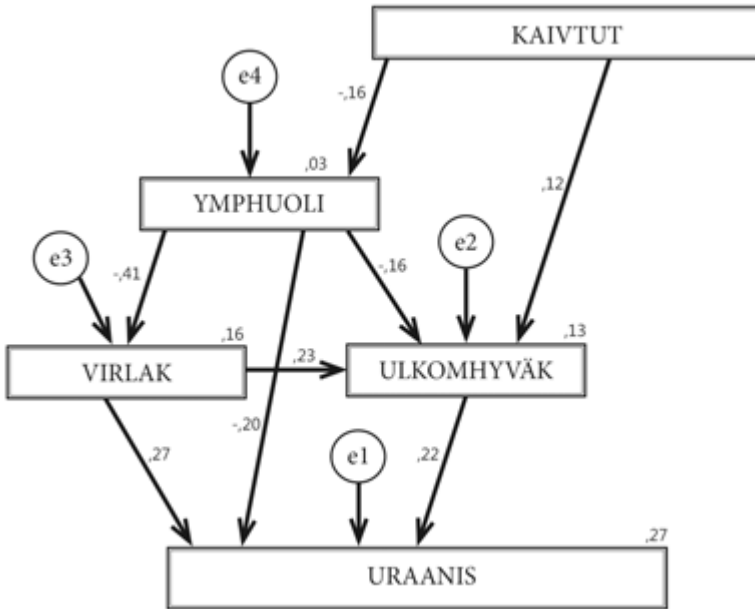 KAIVTUT
e4
-,16
,03
YMPHUOLI
,12
e3
e2
-,41
-,16
,16
,13
VIRLAK
,23
ULKOMHYVÄK
-,20
,27
e1
,22
,27
URAANIS